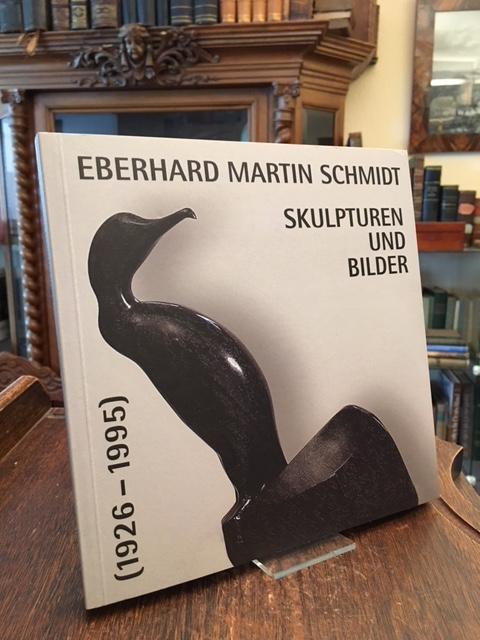 EBERHARD MARTIN SCHMIDT
SKULPTUREN
UND
BILDER
(1926 – 1995)